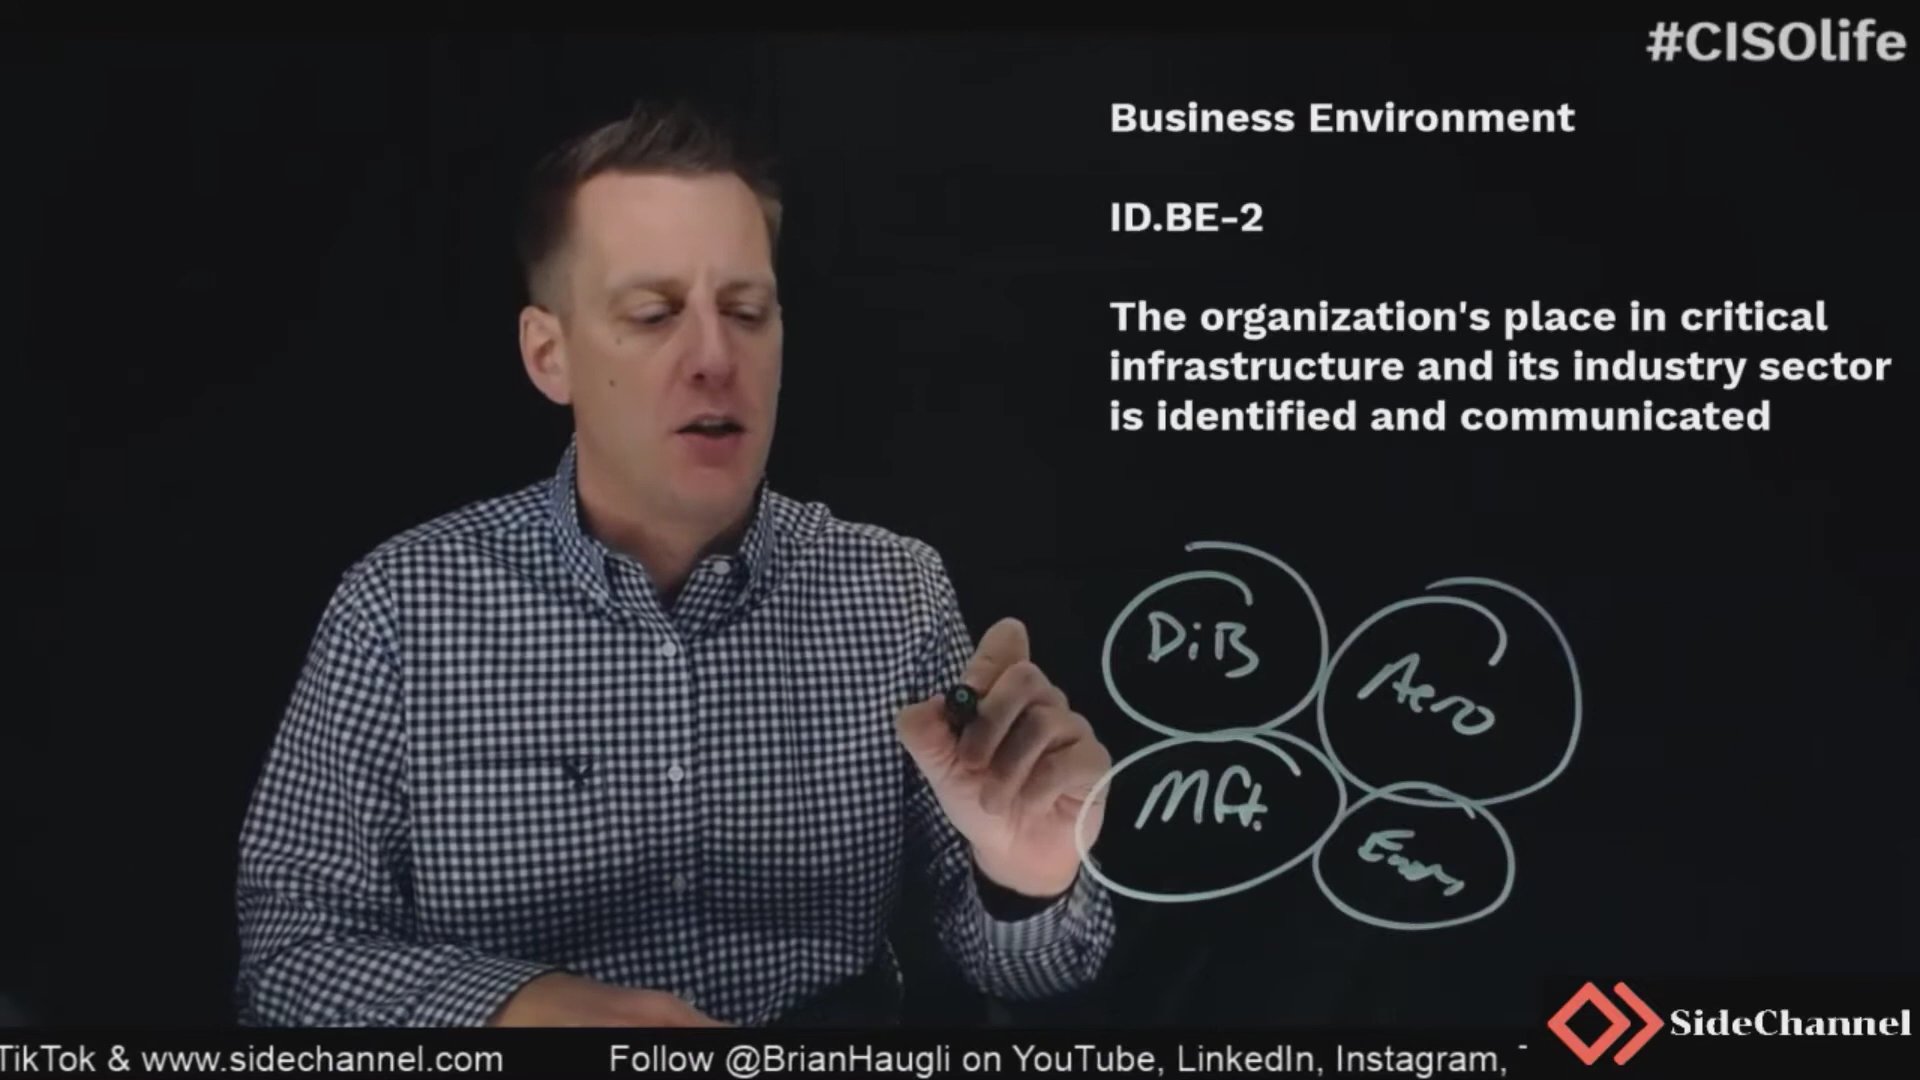 #CISOlife
Business Environment
ID.BE-2
The organization's place in critical
infrastructure and its industry sector
is identified and communicated
DiB
Aero
Mft.
SideChannel
TikTok & www.sidechannel.com Follow @BrianHaugli on YouTube, LinkedIn, Instagram,